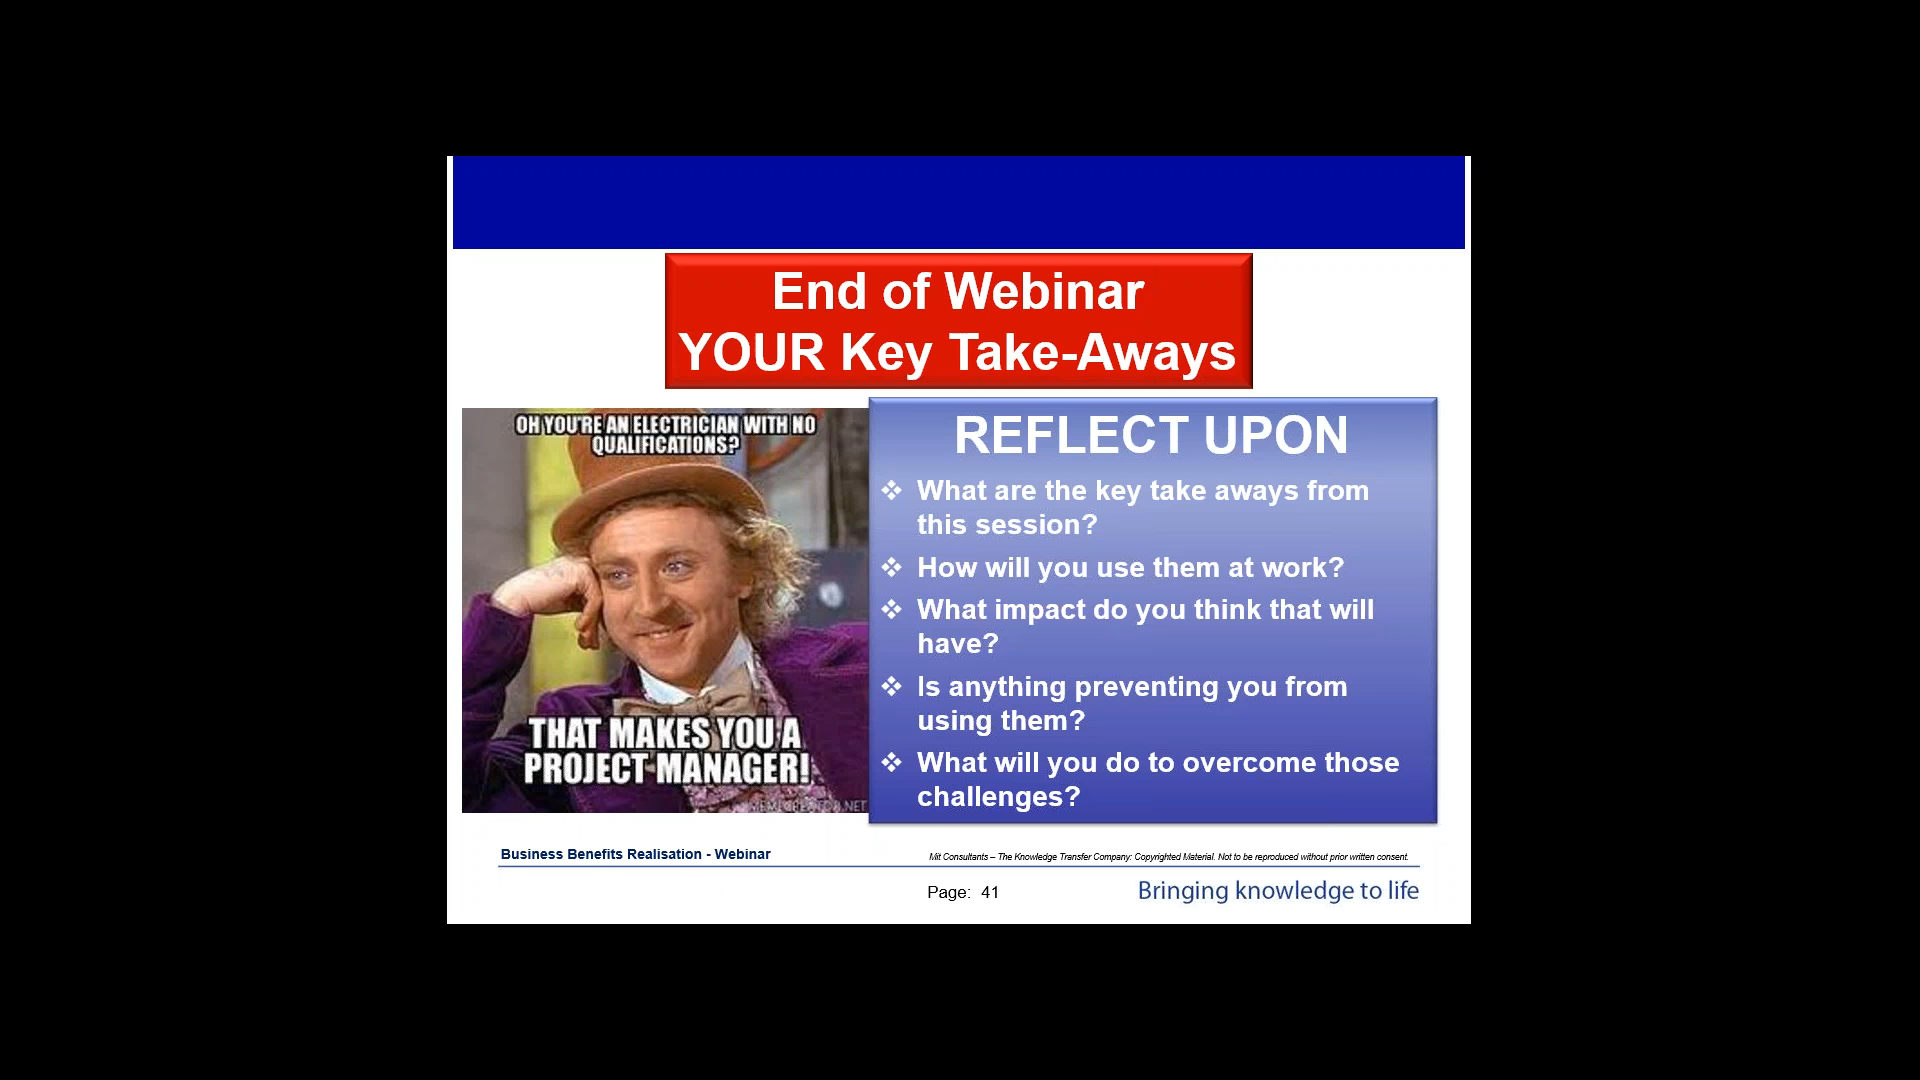 End of Webinar
YOUR Key Take-Aways
OH YOU'RE AN ELECTRICIAN WITH NO
QUALIFICATIONS?
THAT MAKES YOU A
PROJECT MANAGER!
MEMECREATOR.NET
REFLECT UPON
❖ What are the key take aways from
this session?
❖ How will you use them at work?
❖ What impact do you think that will
have?
❖ Is anything preventing you from
using them?
❖ What will you do to overcome those
challenges?
Business Benefits Realisation - Webinar
Mit Consultants – The Knowledge Transfer Company: Copyrighted Material. Not to be reproduced without prior written consent.
Page: 41
Bringing knowledge to life